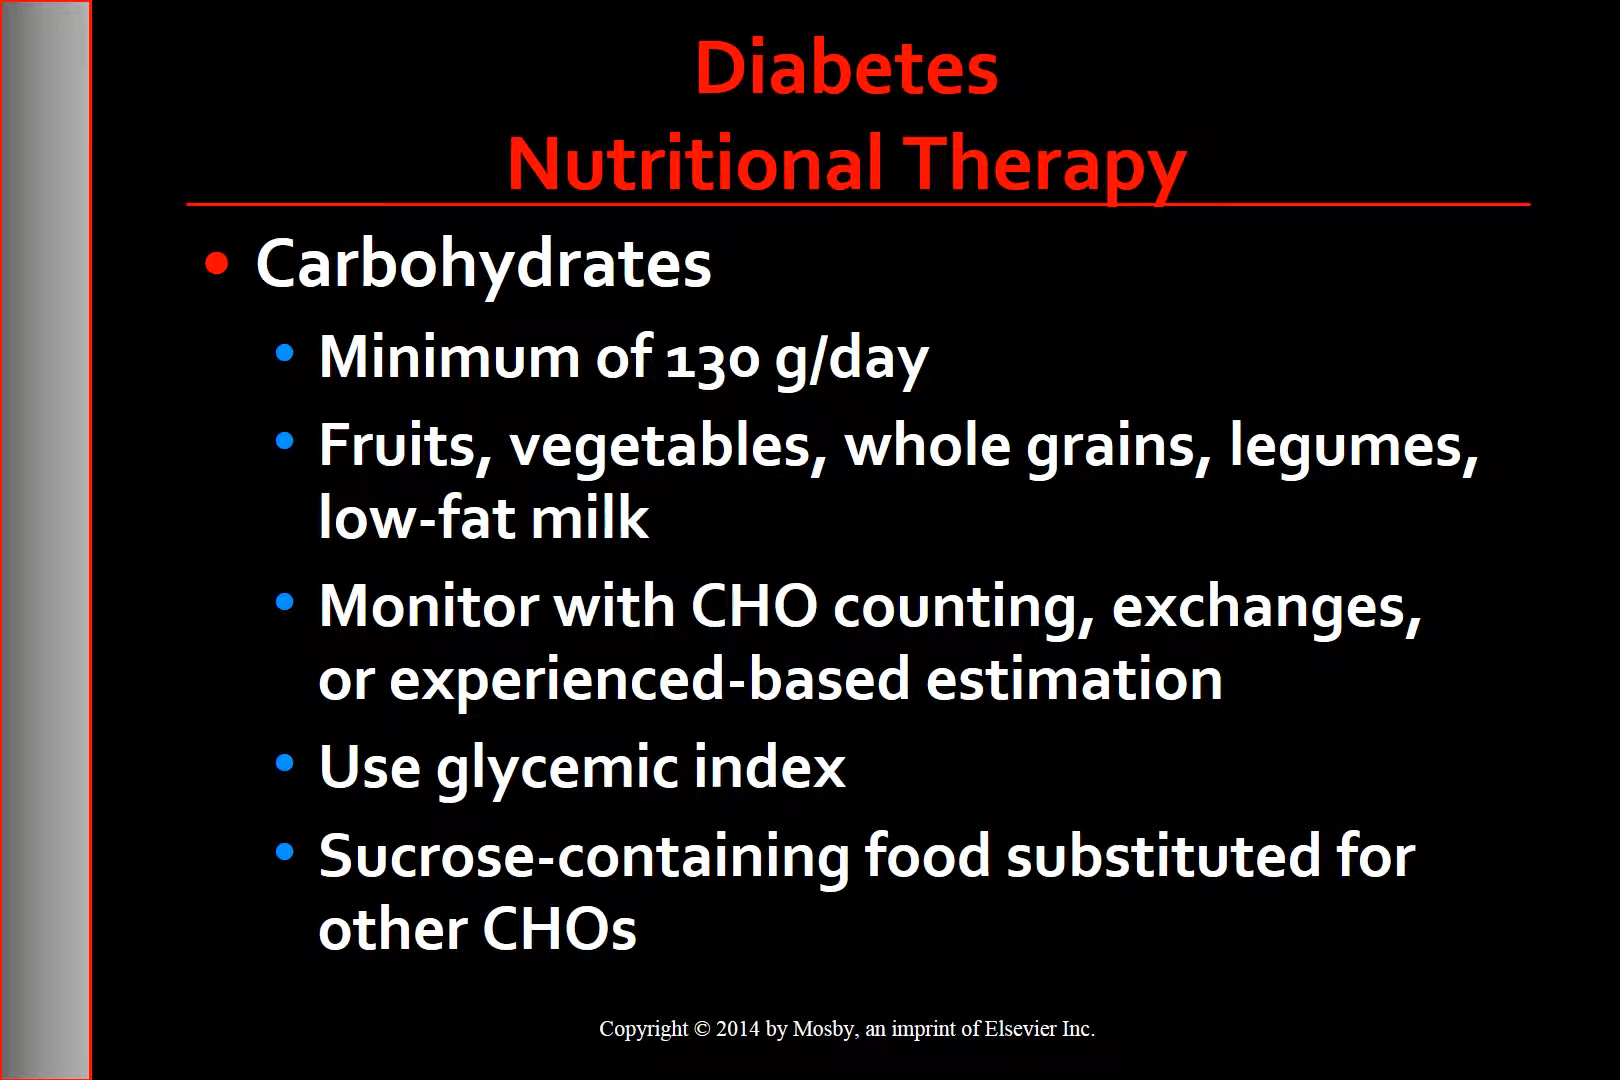 Diabetes
Nutritional Therapy
• Carbohydrates
• Minimum of 130 g/day
• Fruits, vegetables, whole grains, legumes,
low-fat milk
• Monitor with CHO counting, exchanges,
or experienced-based estimation
• Use glycemic index
• Sucrose-containing food substituted for
other CHOs
Copyright © 2014 by Mosby, an imprint of Elsevier Inc.